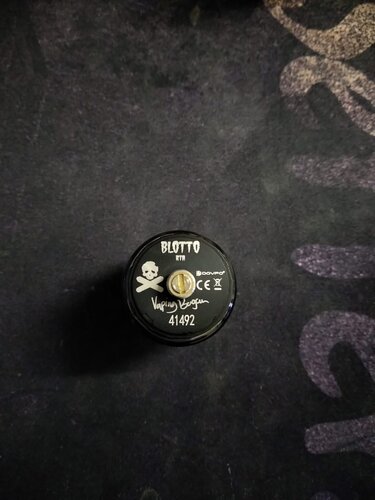 BLOTTO
RTA
DOVPO
CE
Vaping Bogan
41492